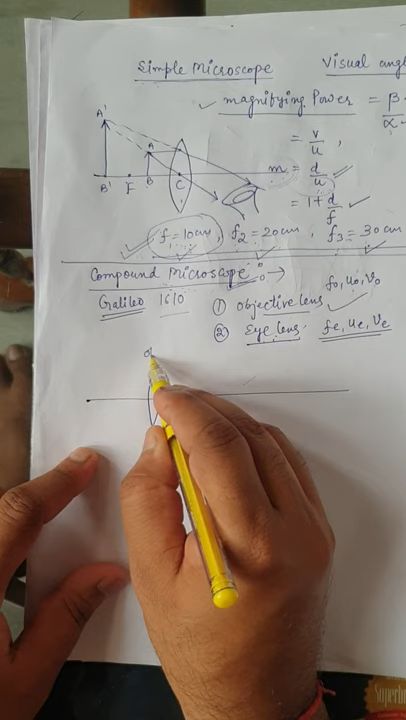 Simple Microscope
Visual angl
✓ magnifying Power = β/α
= v/u ,
m = d/u ✓
= 1+d/f ✓
A'
A
B' F B C
f = 10cm, f₂ = 20cm, f₃ = 30cm
Compound Microscope →
fo, uo, vo
Galileo 1610
① objective lens
② Eye lens fe, ue, ve
o
Superb